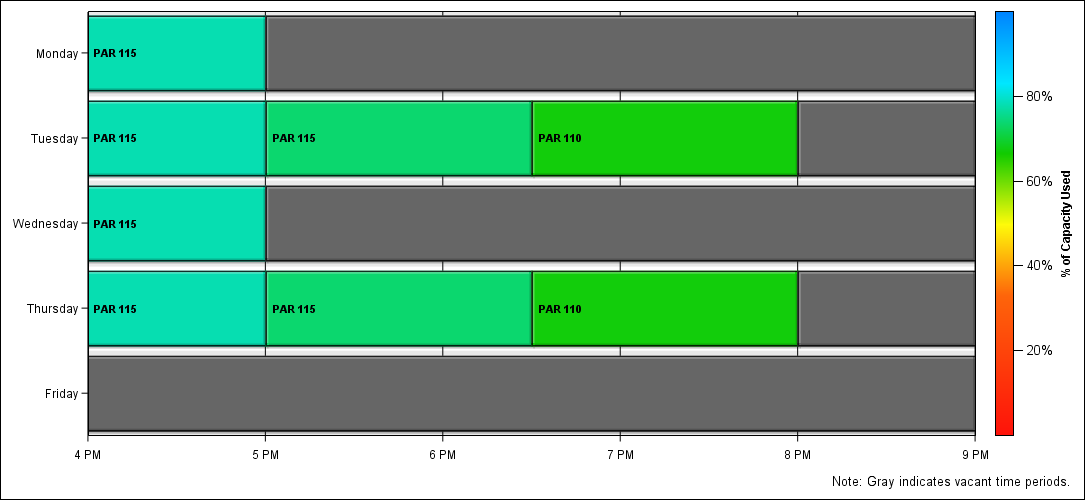 Monday
PAR 115
Tuesday
PAR 115 PAR 115 PAR 110
Wednesday
PAR 115
Thursday
PAR 115 PAR 115 PAR 110
Friday
4 PM 5 PM 6 PM 7 PM 8 PM 9 PM
80%
60%
40%
20%
% of Capacity Used
Note: Gray indicates vacant time periods.